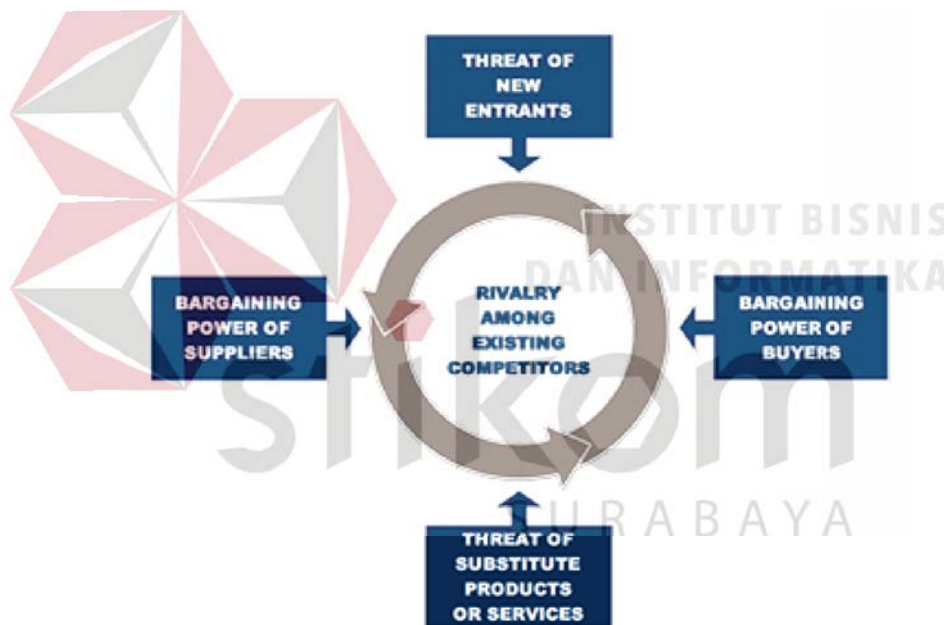 THREAT OF
NEW
ENTRANTS
INSTITUT BISNIS
DAN INFORMATIKA
BARGAINING
POWER OF
SUPPLIERS
RIVALRY
AMONG
EXISTING
COMPETITORS
BARGAINING
POWER OF
BUYERS
stikom
SURABAYA
THREAT OF
SUBSTITUTE
PRODUCTS
OR SERVICES